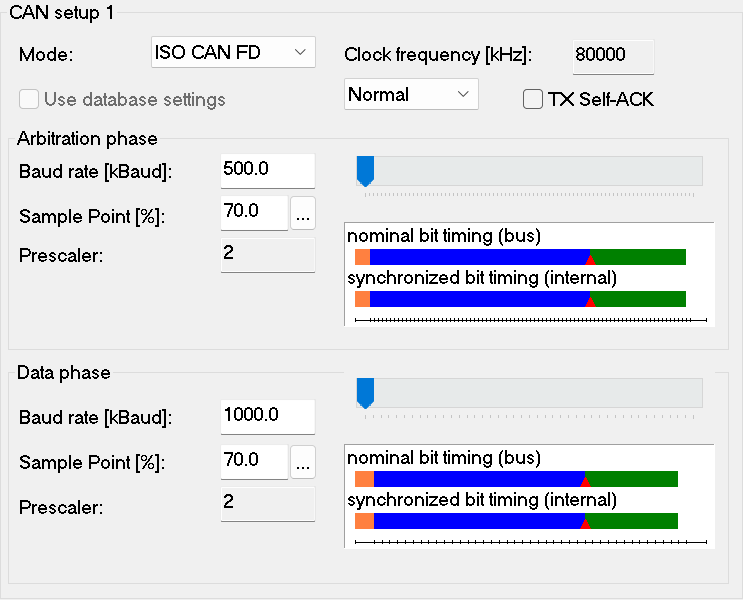 CAN setup 1
Mode: ISO CAN FD Clock frequency [kHz]: 80000
Use database settings Normal TX Self-ACK
Arbitration phase
Baud rate [kBaud]: 500.0
Sample Point [%]: 70.0 ...
Prescaler: 2
nominal bit timing (bus)
synchronized bit timing (internal)
Data phase
Baud rate [kBaud]: 1000.0
Sample Point [%]: 70.0 ...
Prescaler: 2
nominal bit timing (bus)
synchronized bit timing (internal)